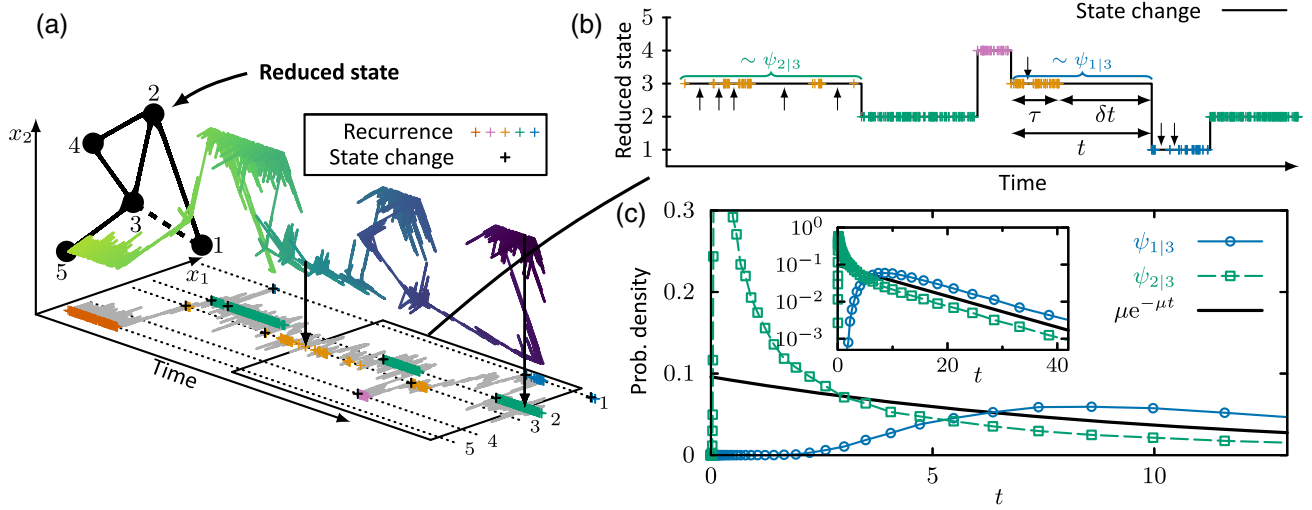 (a)
Reduced state
x₂
2
4
3
1
5
x₁
Recurrence
State change
Time
1
2
3
4
5
(b)
State change
Reduced state
5
4
3
2
1
∼ ψ₂|₃
∼ ψ₁|₃
τ
δt
t
Time
(c)
Prob. density
0.3
0.2
0.1
0
0
5
10
t
10⁰
10⁻¹
10⁻²
10⁻³
0
20
40
t
ψ₁|₃
ψ₂|₃
μe^{−μt}